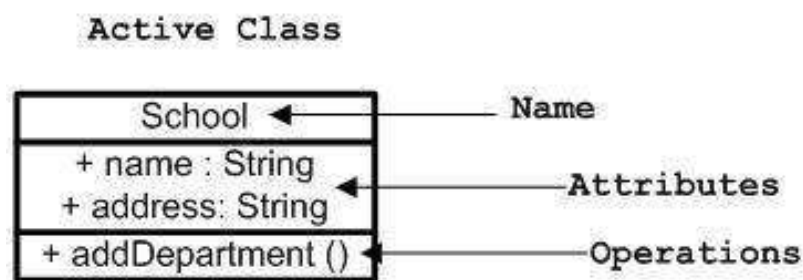 Active Class
School
Name
+ name : String
+ address: String
Attributes
+ addDepartment ()
Operations